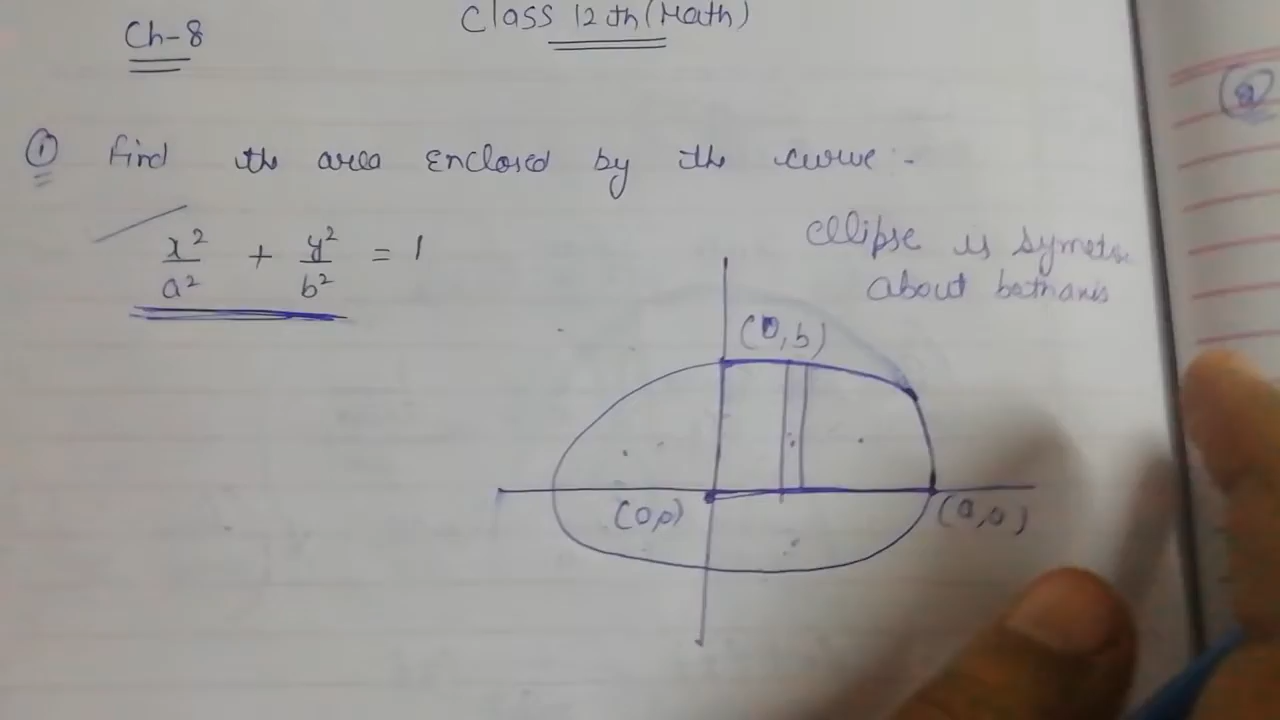 Ch-8
Class 12th (Math)
① Find the area enclosed by the curve :-
x²/a² + y²/b² = 1
ellipse is
about both axis
(0,b)
(0,0)
(a,0)